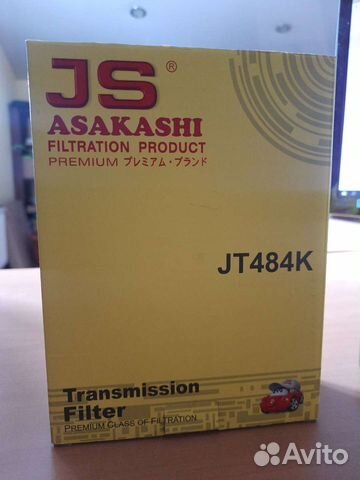 JS®
ASAKASHI
FILTRATION PRODUCT
PREMIUM プレミアム・ブランド
JT484K
Transmission
Filter
PREMIUM CLASS OF FILTRATION
Avito